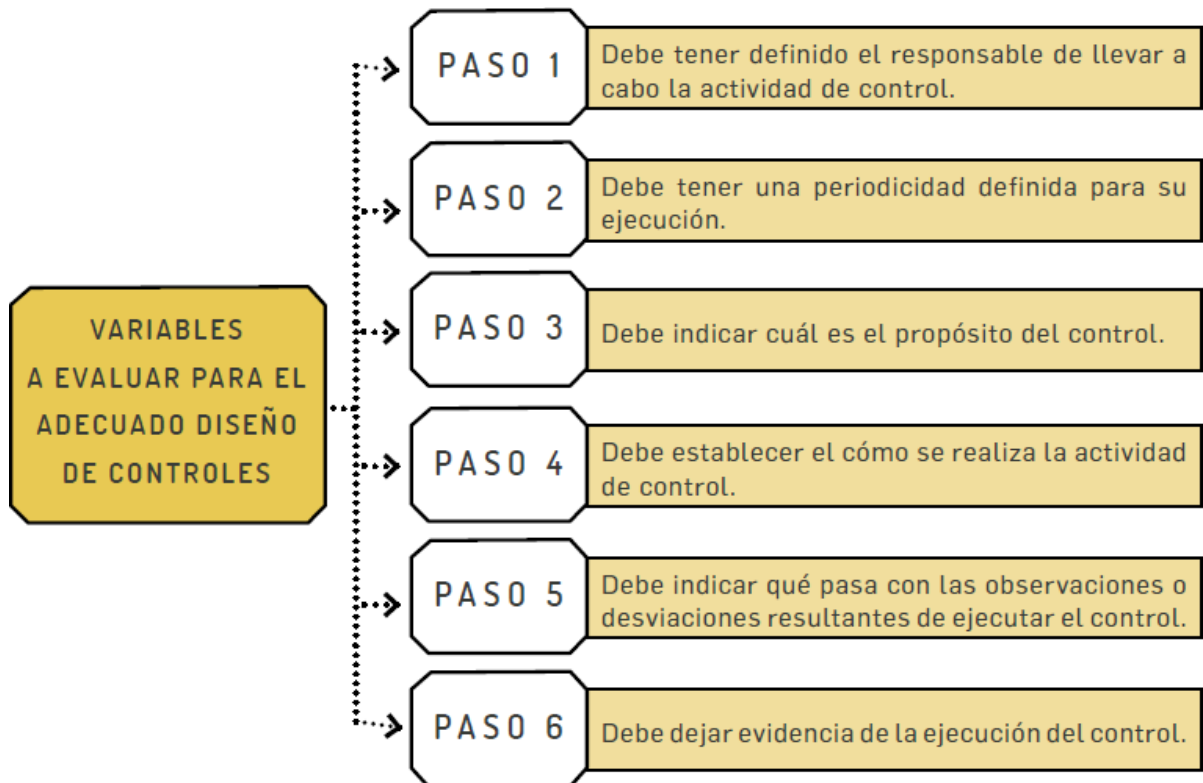 VARIABLES
A EVALUAR PARA EL
ADECUADO DISEÑO
DE CONTROLES
PASO 1
Debe tener definido el responsable de llevar a
cabo la actividad de control.
PASO 2
Debe tener una periodicidad definida para su
ejecución.
PASO 3
Debe indicar cuál es el propósito del control.
PASO 4
Debe establecer el cómo se realiza la actividad
de control.
PASO 5
Debe indicar qué pasa con las observaciones o
desviaciones resultantes de ejecutar el control.
PASO 6
Debe dejar evidencia de la ejecución del control.